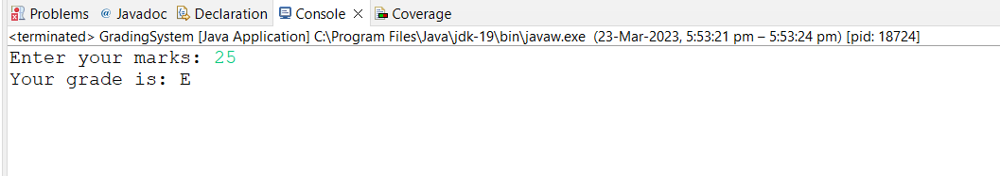 Problems @ Javadoc Declaration Console Coverage
<terminated> GradingSystem [Java Application] C:\Program Files\Java\jdk-19\bin\javaw.exe (23-Mar-2023, 5:53:21 pm – 5:53:24 pm) [pid: 18724]
Enter your marks: 25
Your grade is: E